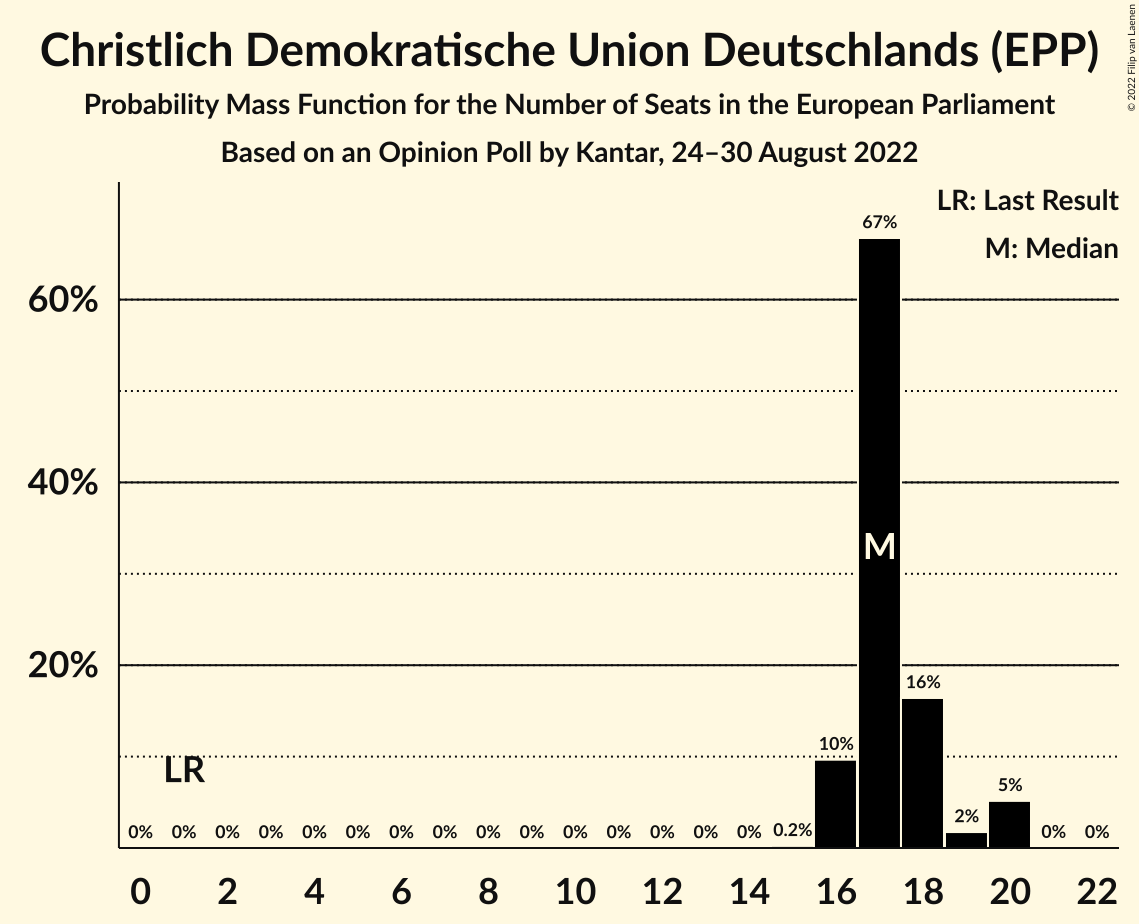 Christlich Demokratische Union Deutschlands (EPP)
Probability Mass Function for the Number of Seats in the European Parliament
Based on an Opinion Poll by Kantar, 24–30 August 2022
© 2022 Filip van Laenen
LR: Last Result
M: Median
67%
60%
40%
M
20%
16%
10%
LR
5%
2%
0% 0% 0% 0% 0% 0% 0% 0% 0% 0% 0% 0% 0% 0% 0% 0.2% 0% 0%
0 2 4 6 8 10 12 14 16 18 20 22